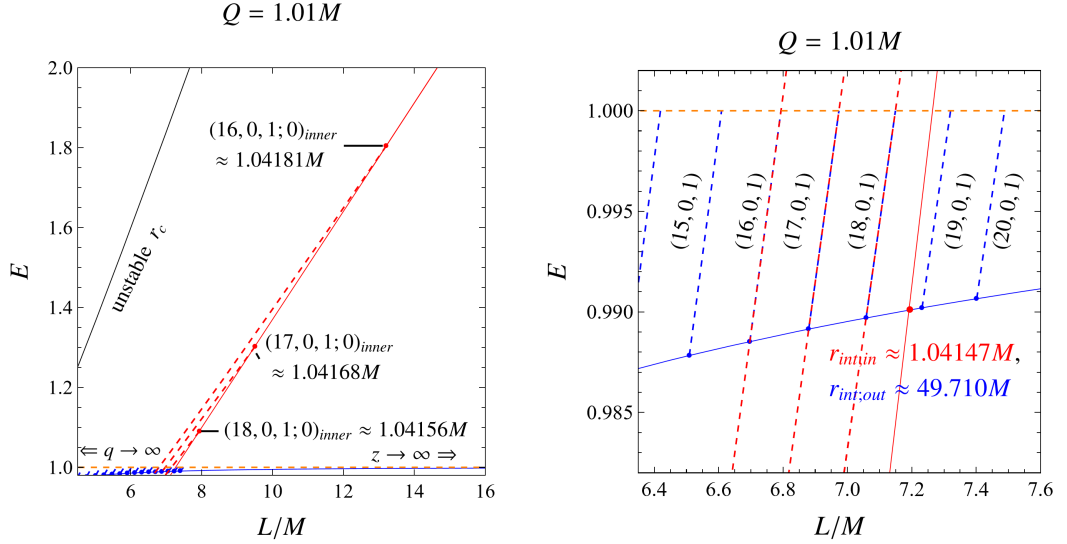 Q = 1.01M
2.0
1.8
1.6
1.4
1.2
1.0
E
unstable r_c
(16, 0, 1; 0)_inner
≈ 1.04181M
(17, 0, 1; 0)_inner
≈ 1.04168M
(18, 0, 1; 0)_inner ≈ 1.04156M
⇐ q → ∞
z → ∞ ⇒
6 8 10 12 14 16
L/M
Q = 1.01M
1.000
0.995
0.990
0.985
E
(15, 0, 1)
(16, 0, 1)
(17, 0, 1)
(18, 0, 1)
(19, 0, 1)
(20, 0, 1)
r_int;in ≈ 1.04147M,
r_int;out ≈ 49.710M
6.4 6.6 6.8 7.0 7.2 7.4 7.6
L/M